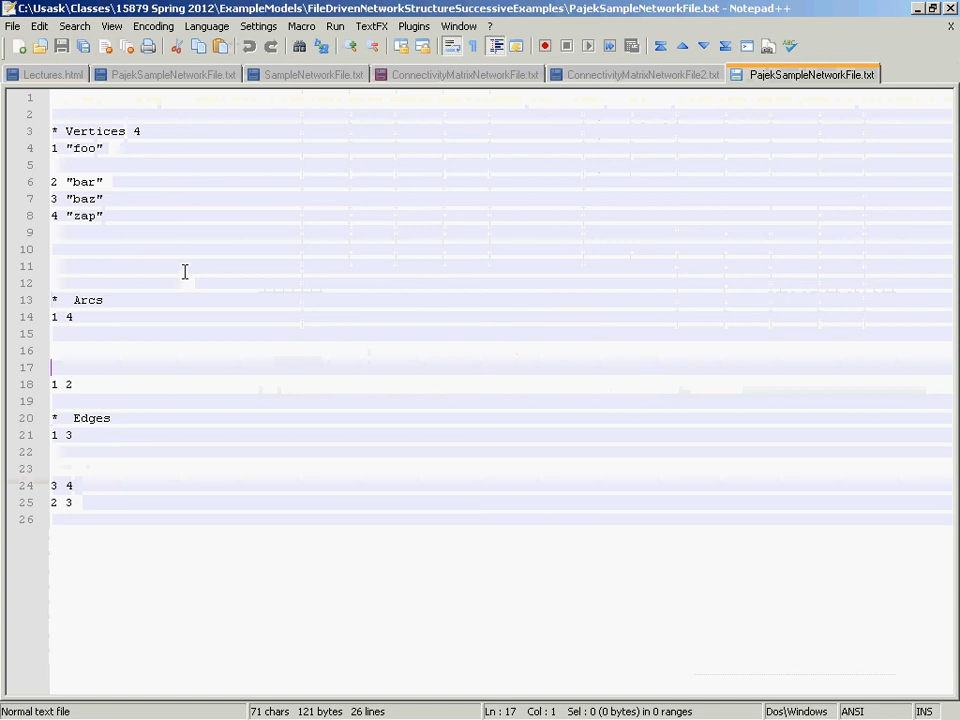 C:\Usask\Classes\15879 Spring 2012\ExampleModels\FileDrivenNetworkStructureSuccessiveExamples\PajekSampleNetworkFile.txt - Notepad++
File Edit Search View Encoding Language Settings Macro Run TextFX Plugins Window ? X
Lectures.html PajekSampleNetworkFile.txt SampleNetworkFile.txt ConnectivityMatrixNetworkFile.txt ConnectivityMatrixNetworkFile2.txt PajekSampleNetworkFile.txt
1
2
3 * Vertices 4
4 1 "foo"
5
6 2 "bar"
7 3 "baz"
8 4 "zap"
9
10
11
12
13 *  Arcs
14 1 4
15
16
17
18 1 2
19
20 *  Edges
21 1 3
22
23
24 3 4
25 2 3
26
Normal text file 71 chars 121 bytes 26 lines Ln : 17 Col : 1 Sel : 0 (0 bytes) in 0 ranges Dos\Windows ANSI INS